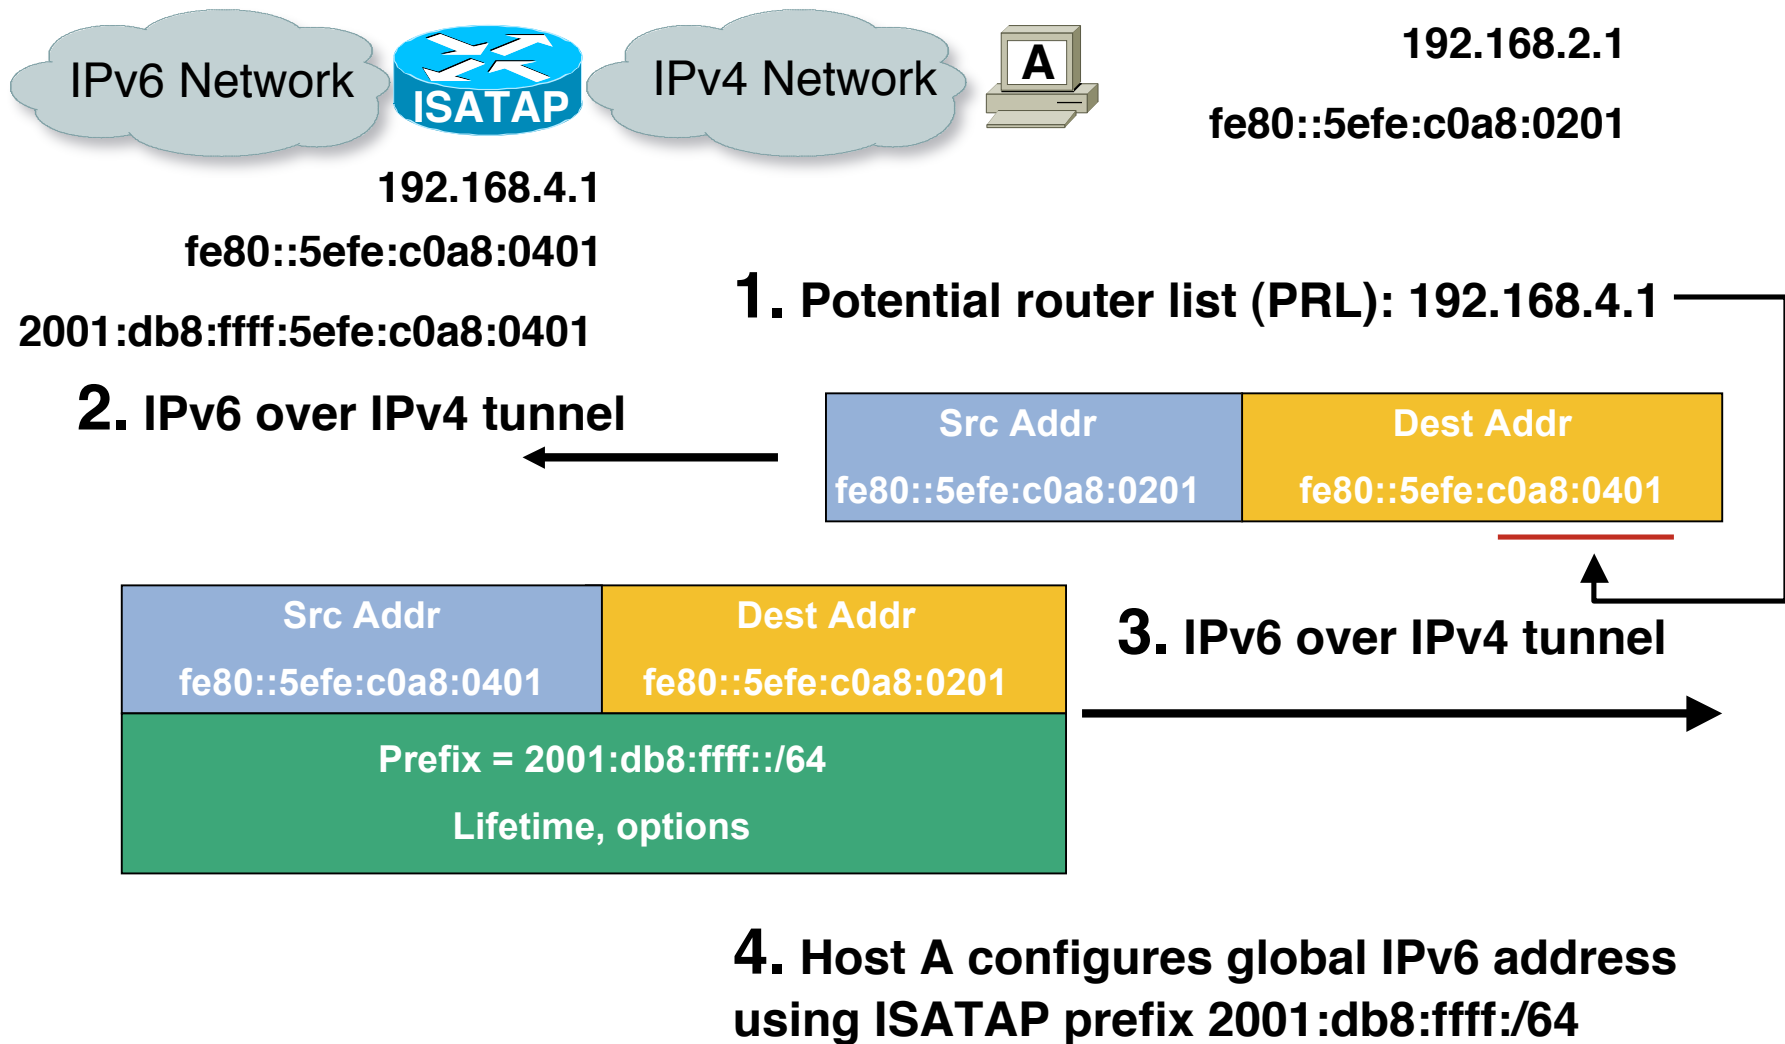 IPv6 Network
ISATAP
IPv4 Network
A
192.168.2.1
fe80::5efe:c0a8:0201
192.168.4.1
fe80::5efe:c0a8:0401
2001:db8:ffff:5efe:c0a8:0401
1. Potential router list (PRL): 192.168.4.1
2. IPv6 over IPv4 tunnel
Src Addr
fe80::5efe:c0a8:0201
Dest Addr
fe80::5efe:c0a8:0401
Src Addr
fe80::5efe:c0a8:0401
Dest Addr
fe80::5efe:c0a8:0201
Prefix = 2001:db8:ffff::/64
Lifetime, options
3. IPv6 over IPv4 tunnel
4. Host A configures global IPv6 address
using ISATAP prefix 2001:db8:ffff:/64